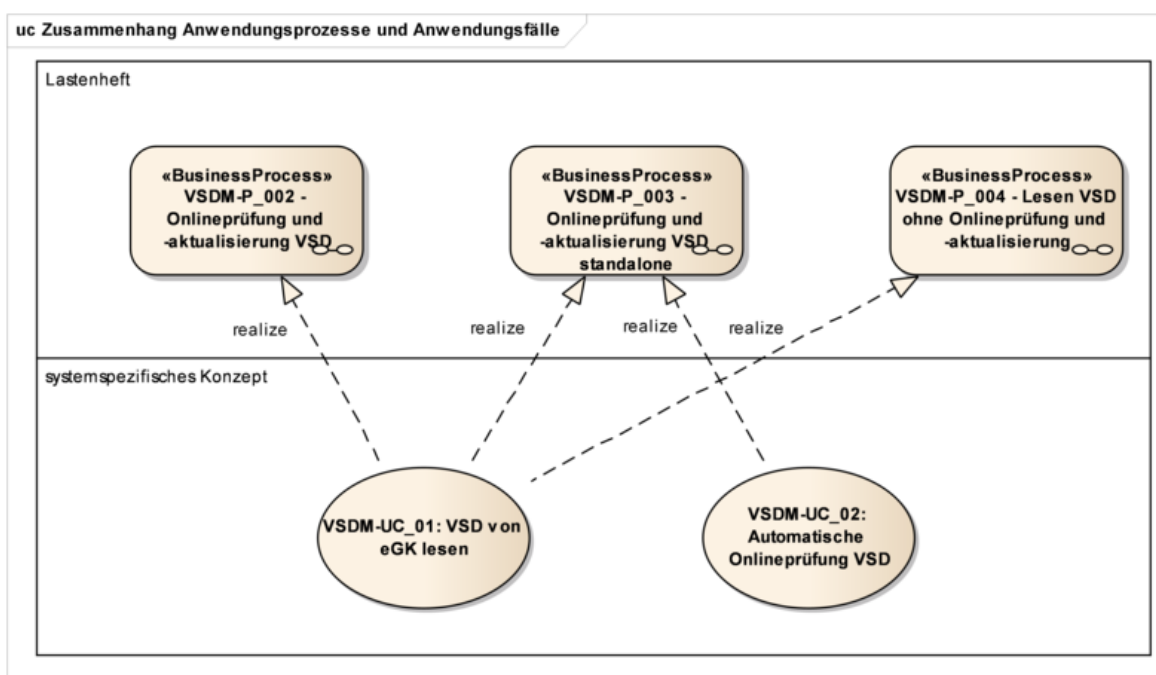 uc Zusammenhang Anwendungsprozesse und Anwendungsfälle
Lastenheft
«BusinessProcess»
VSDM-P_002 -
Onlineprüfung und
-aktualisierung VSD
«BusinessProcess»
VSDM-P_003 -
Onlineprüfung und
-aktualisierung VSD
standalone
«BusinessProcess»
VSDM-P_004 - Lesen VSD
ohne Onlineprüfung und
-aktualisierung
realize
realize
realize
realize
systemspezifisches Konzept
VSDM-UC_01: VSD von
eGK lesen
VSDM-UC_02:
Automatische
Onlineprüfung VSD